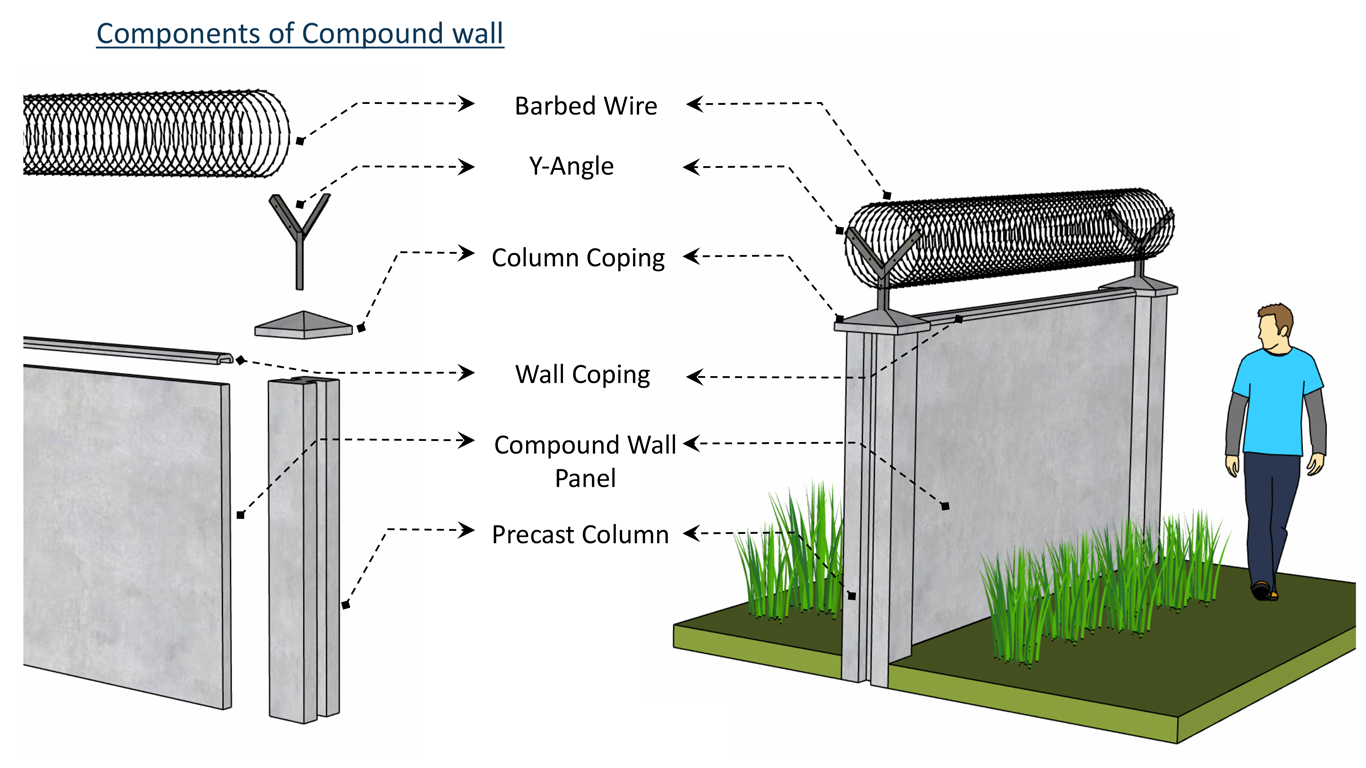 Components of Compound wall
Barbed Wire
Y-Angle
Column Coping
Wall Coping
Compound Wall
Panel
Precast Column